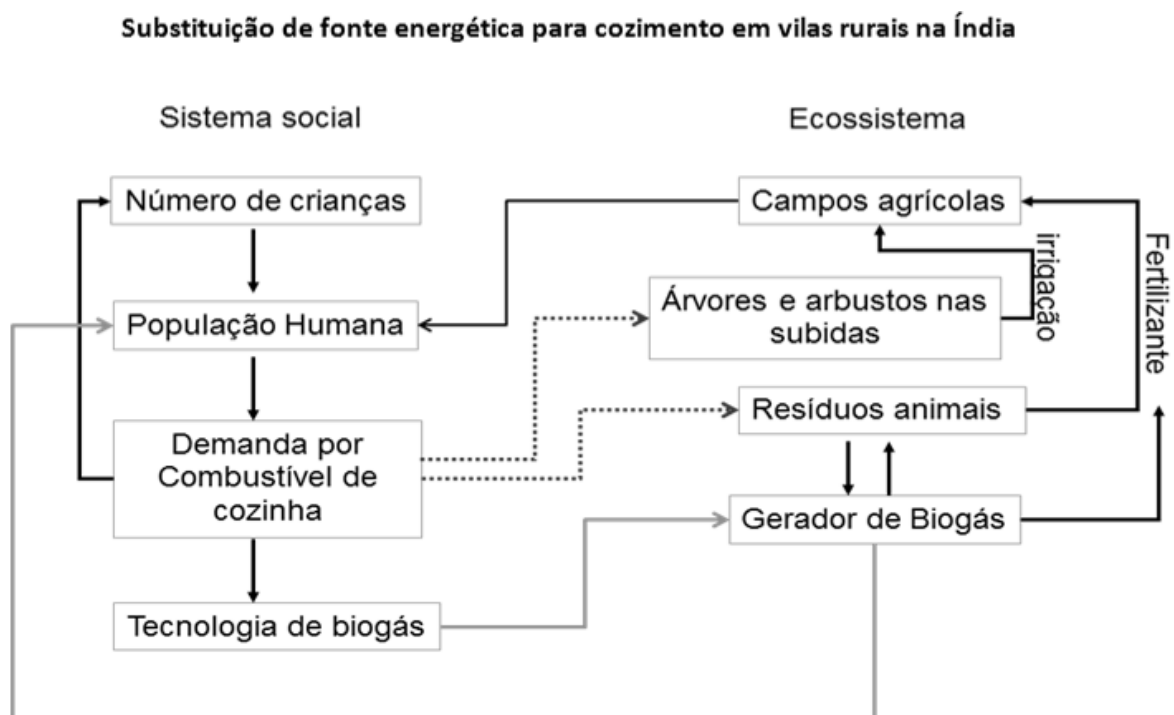 Substituição de fonte energética para cozimento em vilas rurais na Índia
Sistema social
Ecossistema
Número de crianças
Campos agrícolas
irrigação
Fertilizante
População Humana
Árvores e arbustos nas
subidas
Demanda por
Combustível de
cozinha
Resíduos animais
Gerador de Biogás
Tecnologia de biogás